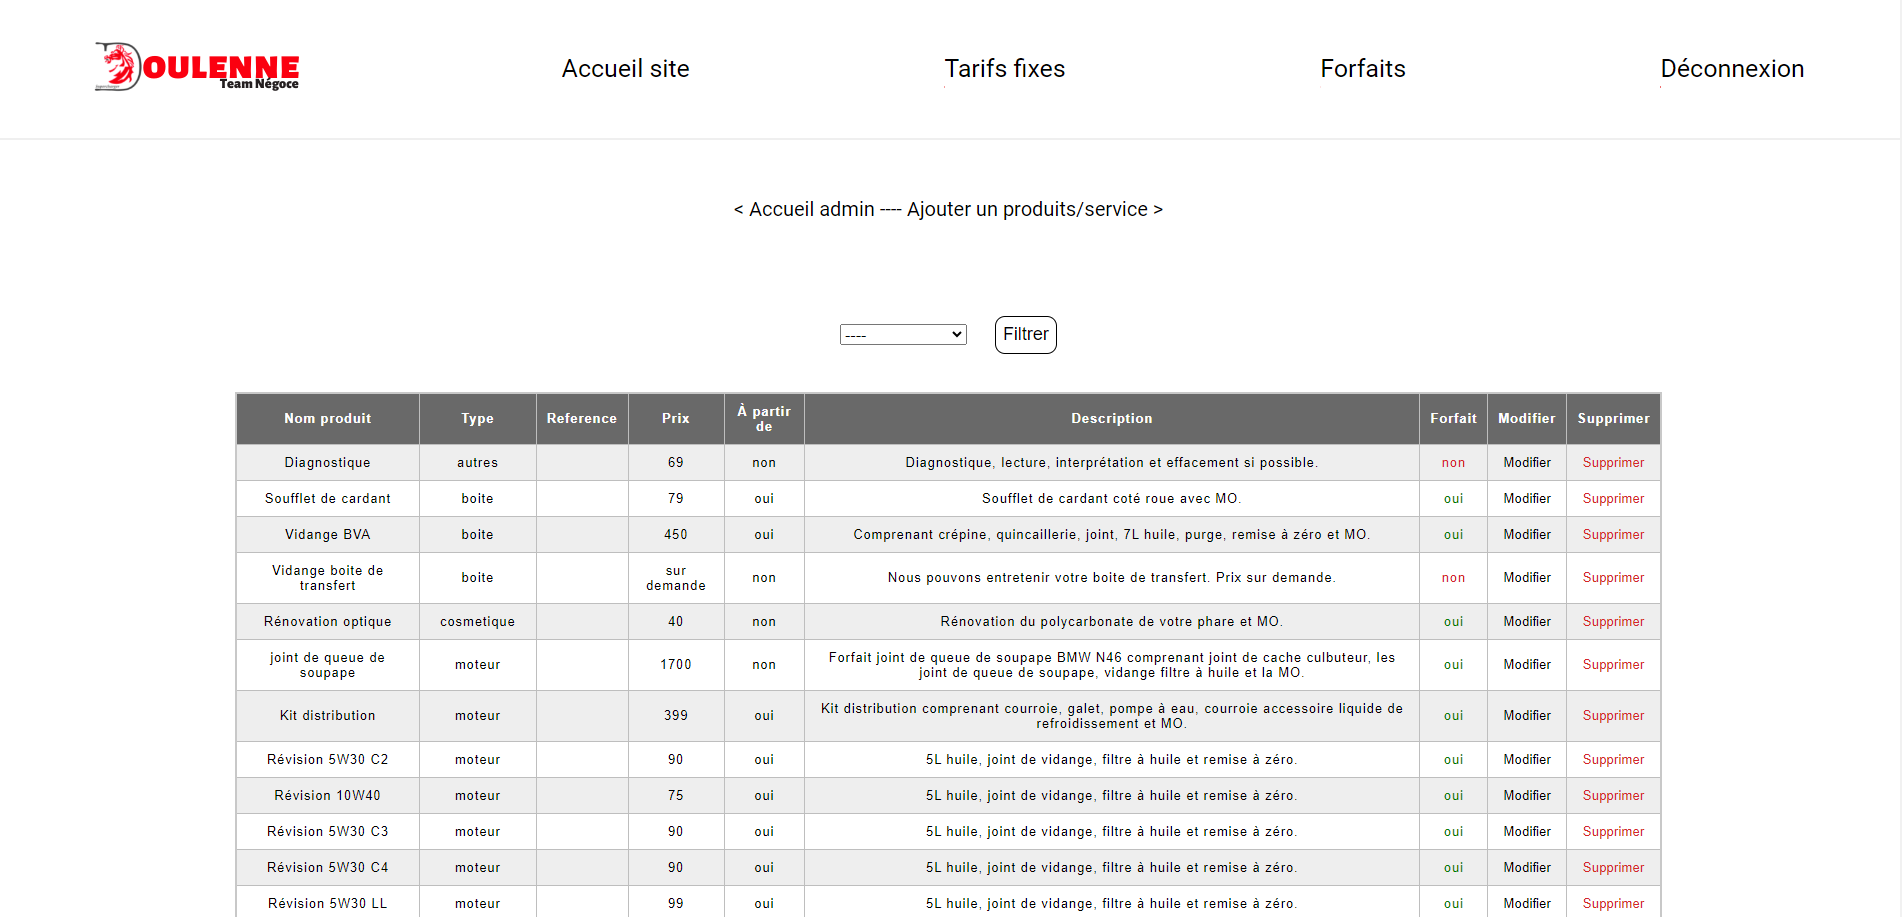 DOULENNE
Team Négoce
Accueil site
Tarifs fixes
Forfaits
Déconnexion
< Accueil admin ---- Ajouter un produits/service >
----
Filtrer
Nom produit Type Reference Prix À partir de Description Forfait Modifier Supprimer
Diagnostique autres 69 non Diagnostique, lecture, interprétation et effacement si possible. non Modifier Supprimer
Soufflet de cardant boite 79 oui Soufflet de cardant coté roue avec MO. oui Modifier Supprimer
Vidange BVA boite 450 oui Comprenant crépine, quincaillerie, joint, 7L huile, purge, remise à zéro et MO. oui Modifier Supprimer
Vidange boite de transfert boite sur demande non Nous pouvons entretenir votre boite de transfert. Prix sur demande. non Modifier Supprimer
Rénovation optique cosmetique 40 non Rénovation du polycarbonate de votre phare et MO. oui Modifier Supprimer
joint de queue de soupape moteur 1700 non Forfait joint de queue de soupape BMW N46 comprenant joint de cache culbuteur, les joint de queue de soupape, vidange filtre à huile et la MO. oui Modifier Supprimer
Kit distribution moteur 399 oui Kit distribution comprenant courroie, galet, pompe à eau, courroie accessoire liquide de refroidissement et MO. oui Modifier Supprimer
Révision 5W30 C2 moteur 90 oui 5L huile, joint de vidange, filtre à huile et remise à zéro. oui Modifier Supprimer
Révision 10W40 moteur 75 oui 5L huile, joint de vidange, filtre à huile et remise à zéro. oui Modifier Supprimer
Révision 5W30 C3 moteur 90 oui 5L huile, joint de vidange, filtre à huile et remise à zéro. oui Modifier Supprimer
Révision 5W30 C4 moteur 90 oui 5L huile, joint de vidange, filtre à huile et remise à zéro. oui Modifier Supprimer
Révision 5W30 LL moteur 99 oui 5L huile, joint de vidange, filtre à huile et remise à zéro. oui Modifier Supprimer